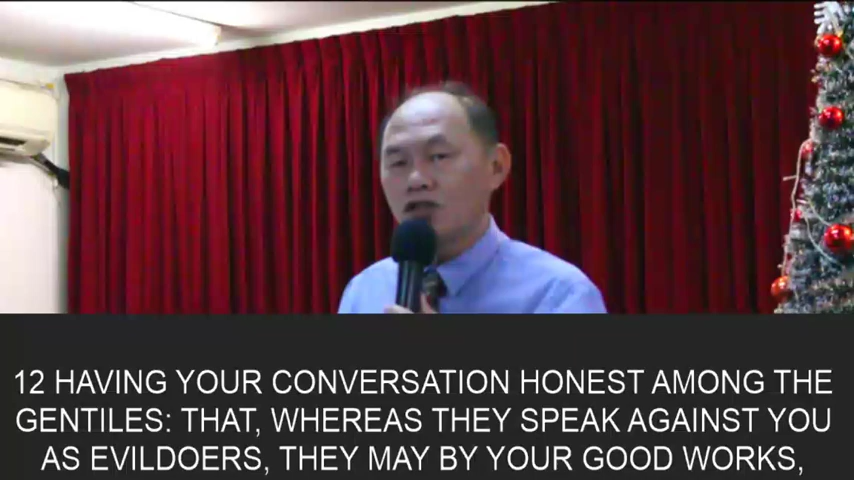 12 HAVING YOUR CONVERSATION HONEST AMONG THE
GENTILES: THAT, WHEREAS THEY SPEAK AGAINST YOU
AS EVILDOERS, THEY MAY BY YOUR GOOD WORKS,